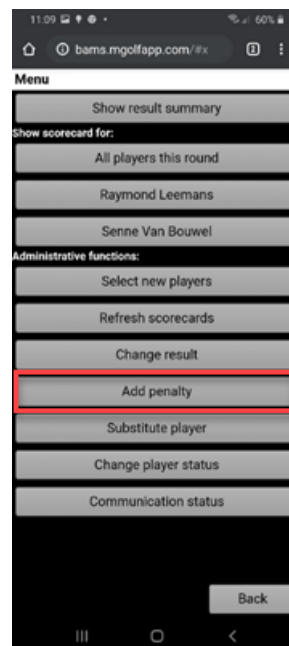 11:09
60%
bams.mgolfapp.com/#x
2
Menu
Show result summary
Show scorecard for:
All players this round
Raymond Leemans
Senne Van Bouwel
Administrative functions:
Select new players
Refresh scorecards
Change result
Add penalty
Substitute player
Change player status
Communication status
Back